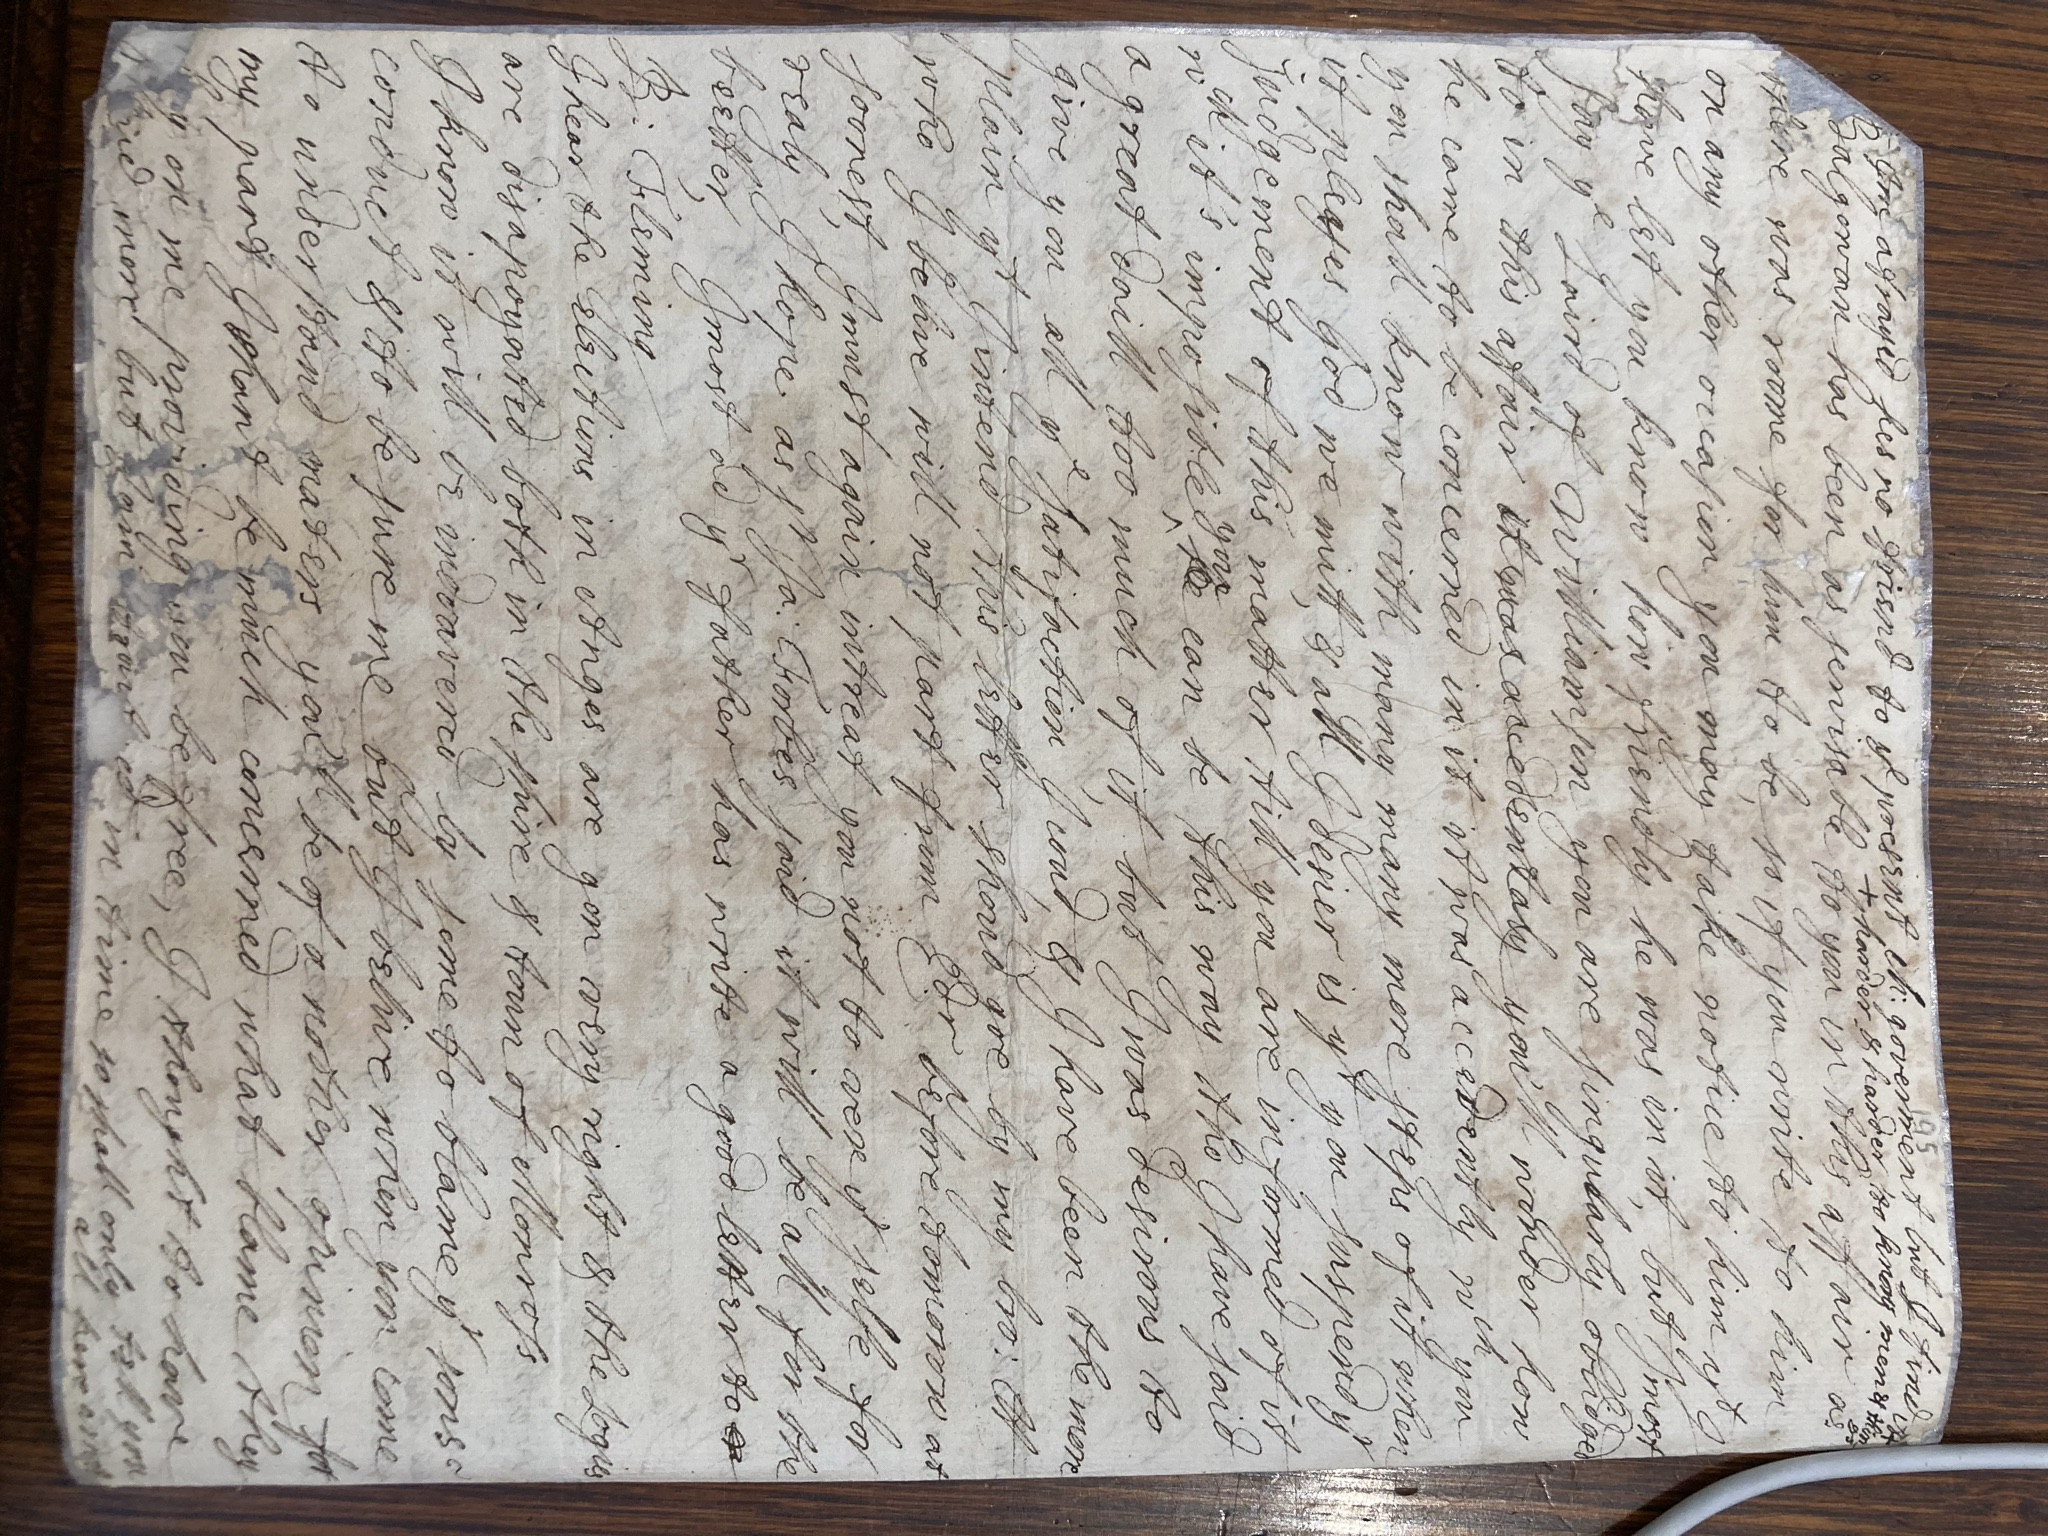 195
+ Ime afrayed hes no friend to yᵉ present ch: goverment but I find it
+ harder & harder to know men & things
Balgowan has been as servisable to you in this affair as
there was roome for him to be, so if you write to him
on any other occasion you may take notice to him yᵗ I
have let you know how friendly he was in it, but I most
say yᵉ Laird of Williamson you are singularly oblidged
to in this affair it was accedentaly you'll wonder how
he came to be concerned in it it was accedently wᶜʰ you
you shall know with many many more steps of it when
it pleases God we mitt, & all I desier is yᵗ you suspend yʳ
judgement of this matter till you are informed of it
wᶜʰ it's imposible you can be this way tho I have said
a great daill too much of it, but I was desirous to
give you all yᵉ satifaction I coud, & I have been the more
plain yᵗ I intend this letter shoud goe by my bro: A
who I belive will not part from Edʳ before tomorow at
soonest, I must again intreat you not to vexe yʳ selfe for
realy I hope as sʳ Ja: Forbes said it will be all for the
beetter, I most ad yʳ father has write a good letter to
B: Fleming
I hear the elections in Anges are gon very right & the Logies
are disapoynted both in the shire & toun of Monross
I know it will be indoavered by some to blame yʳ sons
conduct & to be sure me but I belive when you come
to understand maters you'll be of a nother opinion for
my part I shan't be much concerned what blame they
lay on me providing you be free, I thought to have
said more but I am in time so shall only tell you
all here are